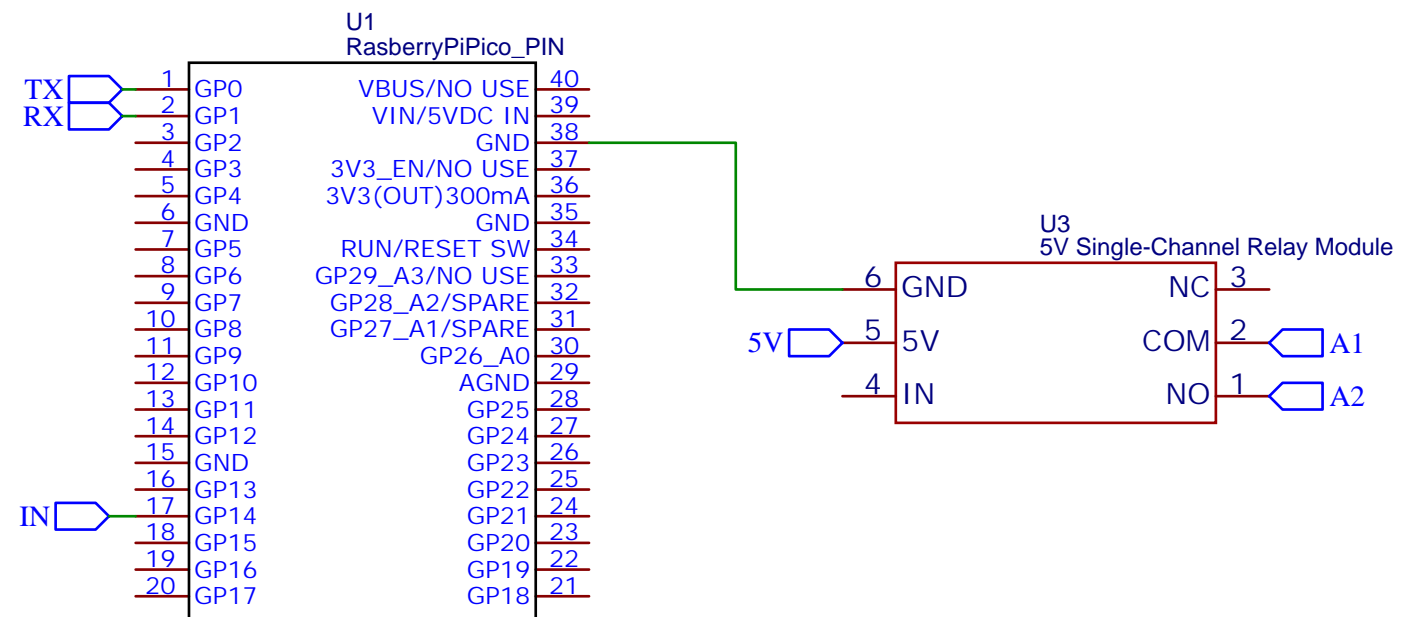 U1
RasberryPiPico_PIN
TX 1 GP0 VBUS/NO USE 40
RX 2 GP1 VIN/5VDC IN 39
3 GP2 GND 38
4 GP3 3V3_EN/NO USE 37
5 GP4 3V3(OUT)300mA 36
6 GND GND 35
7 GP5 RUN/RESET SW 34
8 GP6 GP29_A3/NO USE 33
9 GP7 GP28_A2/SPARE 32
10 GP8 GP27_A1/SPARE 31
11 GP9 GP26_A0 30
12 GP10 AGND 29
13 GP11 GP25 28
14 GP12 GP24 27
15 GND GP23 26
16 GP13 GP22 25
IN 17 GP14 GP21 24
18 GP15 GP20 23
19 GP16 GP19 22
20 GP17 GP18 21
U3
5V Single-Channel Relay Module
6 GND NC 3
5V 5 5V COM 2 A1
4 IN NO 1 A2